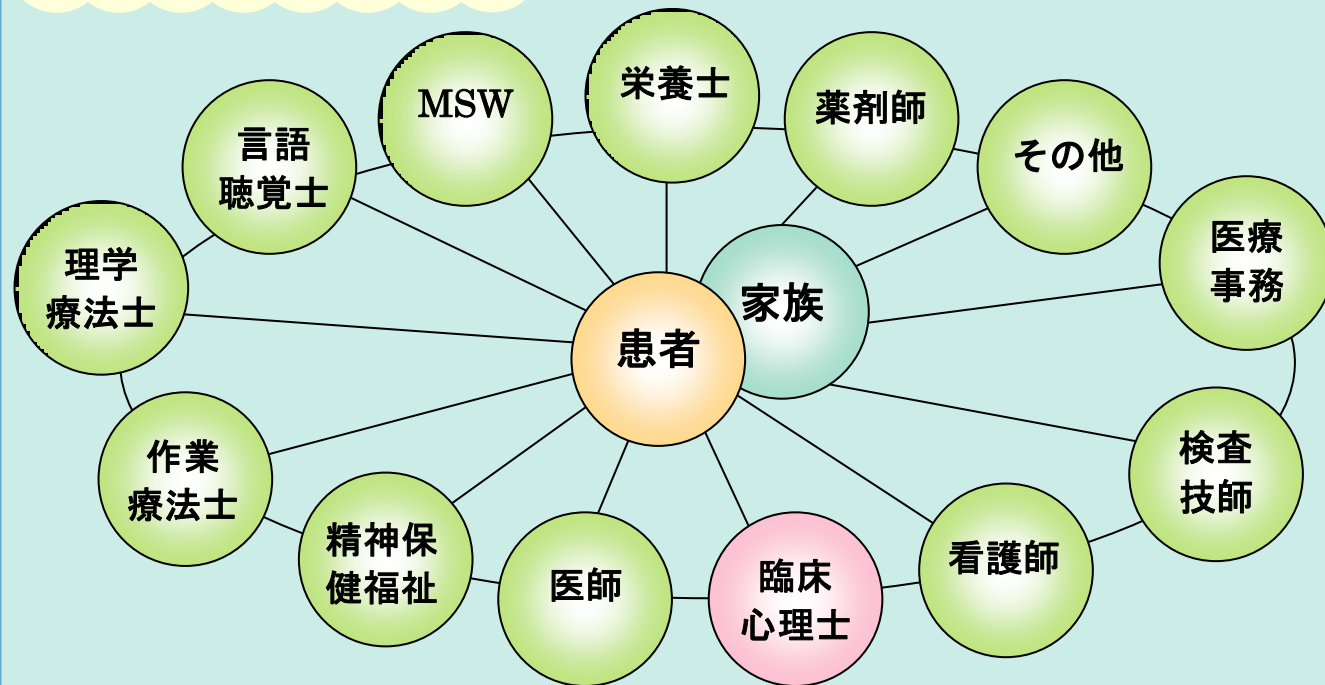 栄養士
MSW
薬剤師
言語
聴覚士
その他
理学
療法士
医療
事務
家族
患者
作業
療法士
検査
技師
精神保
健福祉
医師
臨床
心理士
看護師